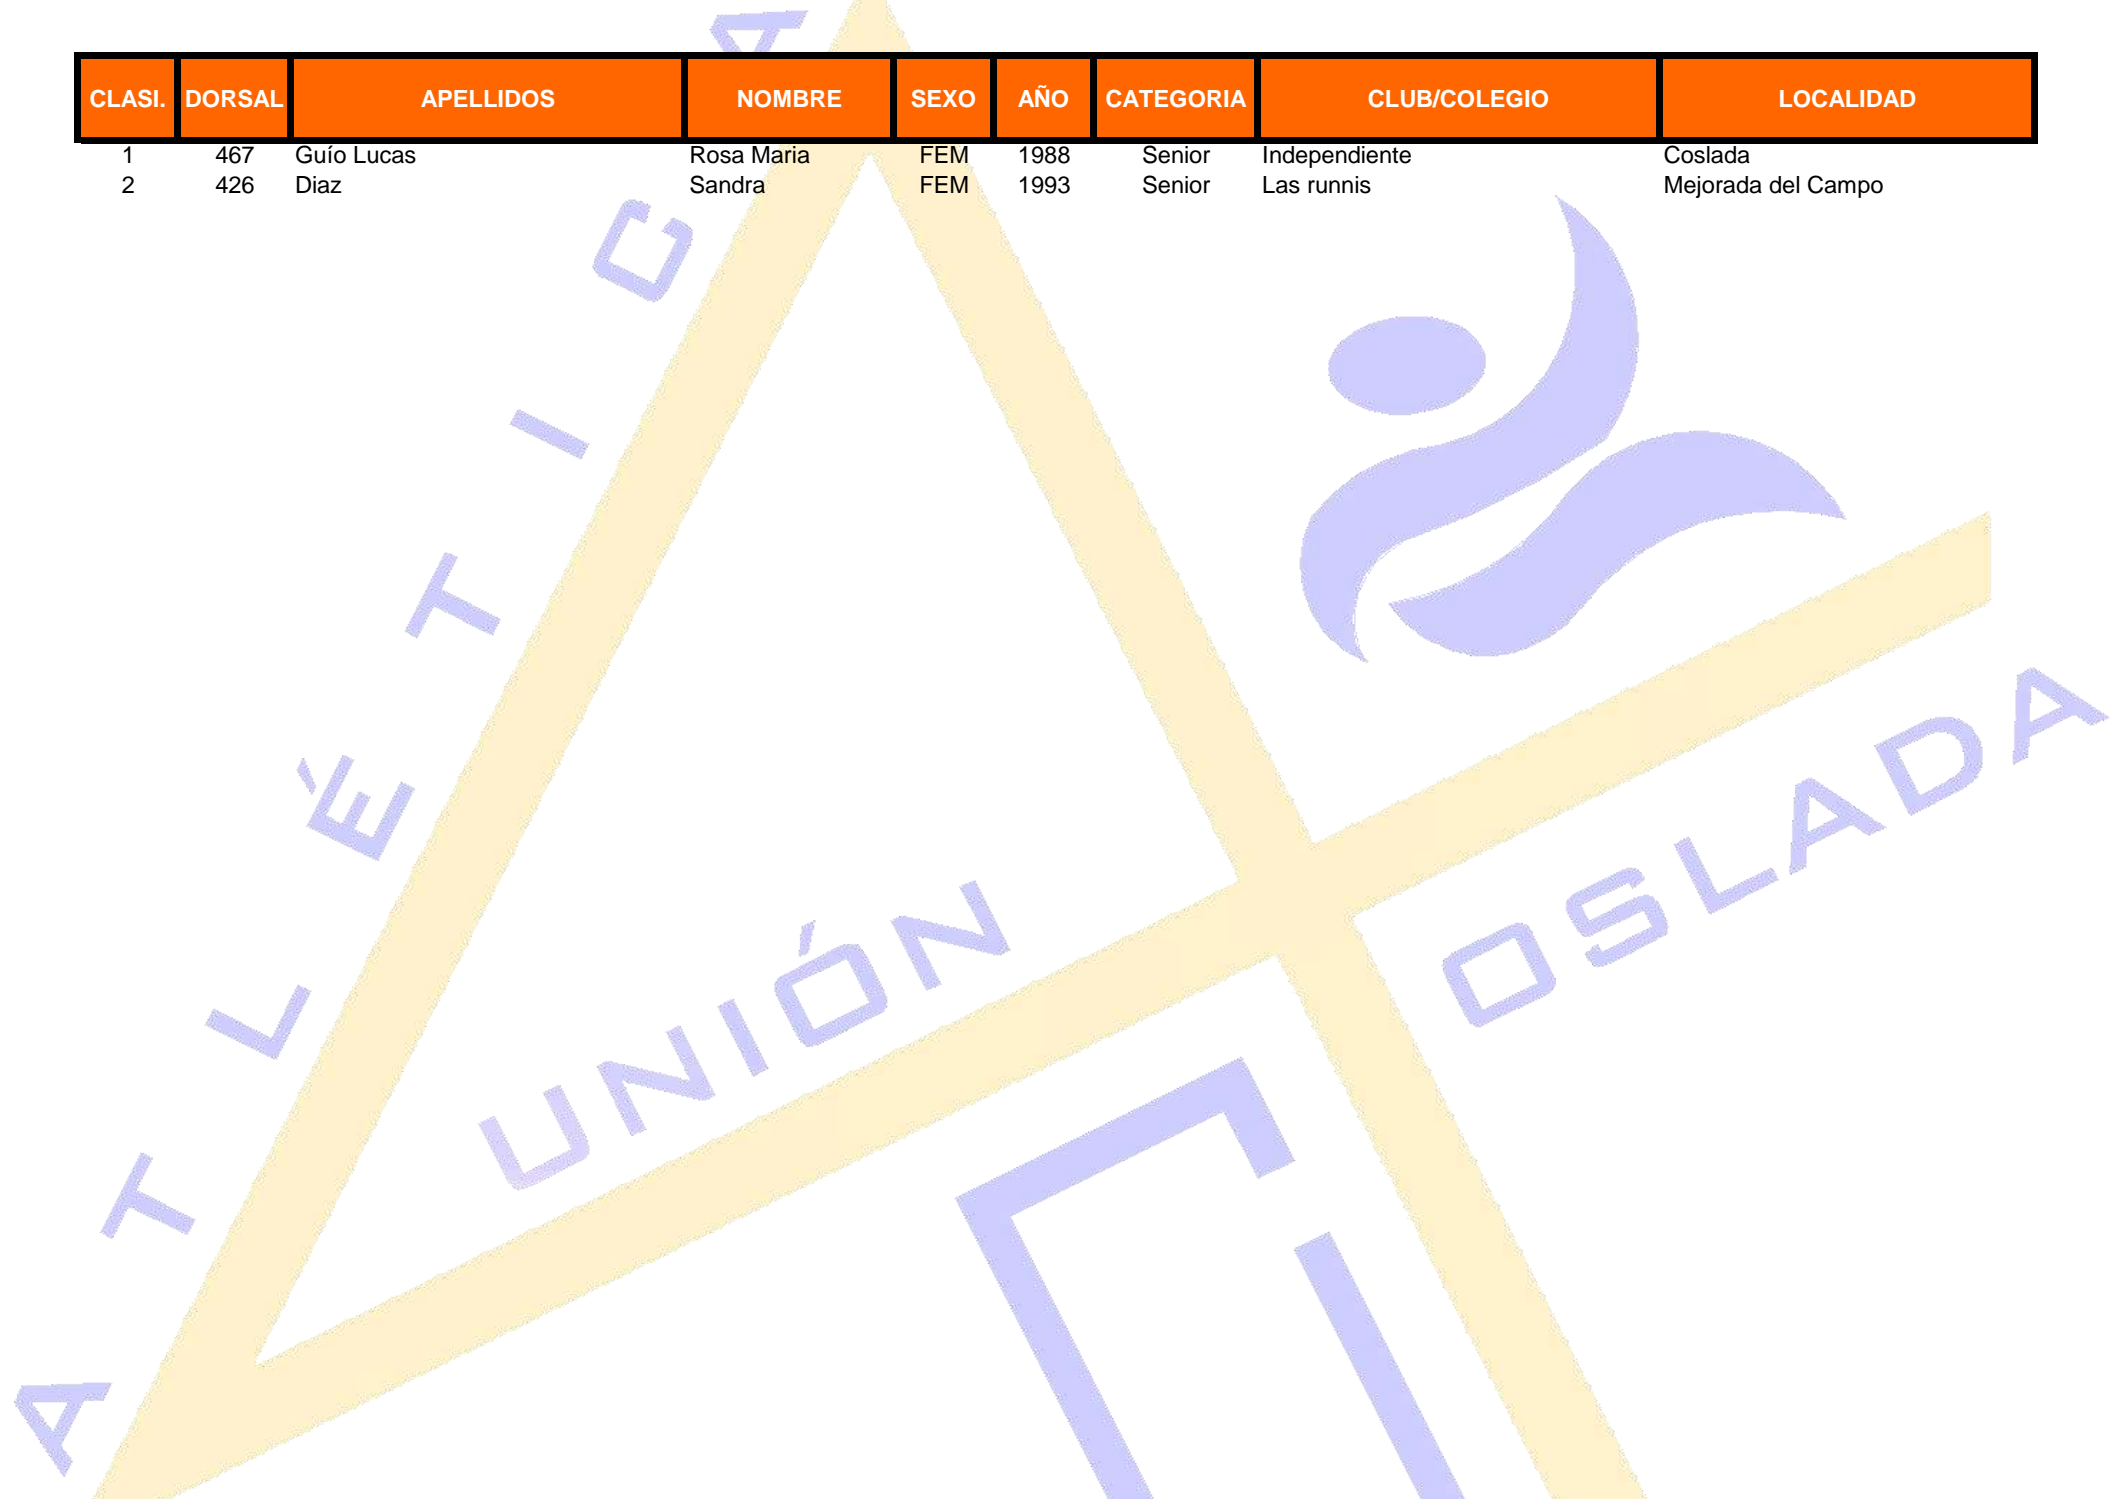 CLASI. DORSAL APELLIDOS NOMBRE SEXO AÑO CATEGORIA CLUB/COLEGIO LOCALIDAD
1 467 Guío Lucas Rosa Maria FEM 1988 Senior Independiente Coslada
2 426 Diaz Sandra FEM 1993 Senior Las runnis Mejorada del Campo
ATLÉTICA
UNIÓN
OSLADA